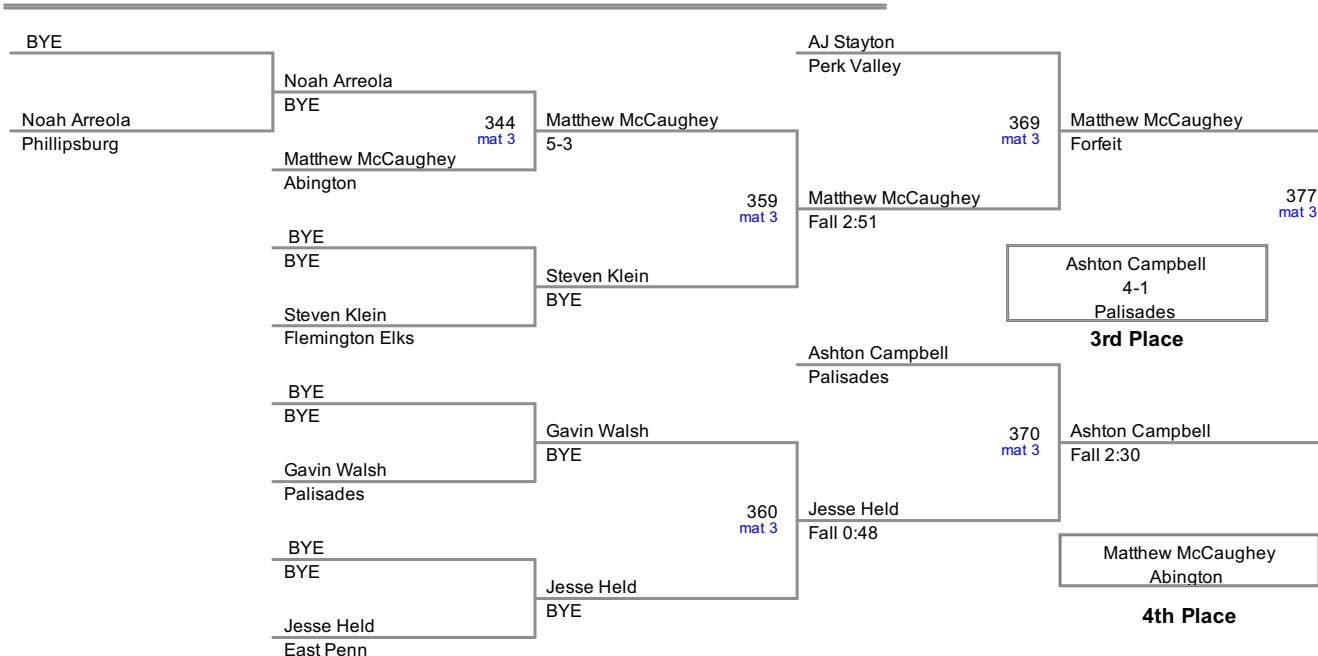 BYE
Noah Arreola
Phillipsburg
Noah Arreola
BYE
344
mat 3
Matthew McCaughey
Abington
Matthew McCaughey
5-3
BYE
BYE
Steven Klein
Flemington Elks
Steven Klein
BYE
359
mat 3
Matthew McCaughey
Fall 2:51
AJ Stayton
Perk Valley
369
mat 3
Matthew McCaughey
Forfeit
377
mat 3
Ashton Campbell
4-1
Palisades
3rd Place
BYE
BYE
Gavin Walsh
Palisades
Gavin Walsh
BYE
BYE
BYE
Jesse Held
East Penn
Jesse Held
BYE
360
mat 3
Jesse Held
Fall 0:48
Ashton Campbell
Palisades
370
mat 3
Ashton Campbell
Fall 2:30
Matthew McCaughey
Abington
4th Place